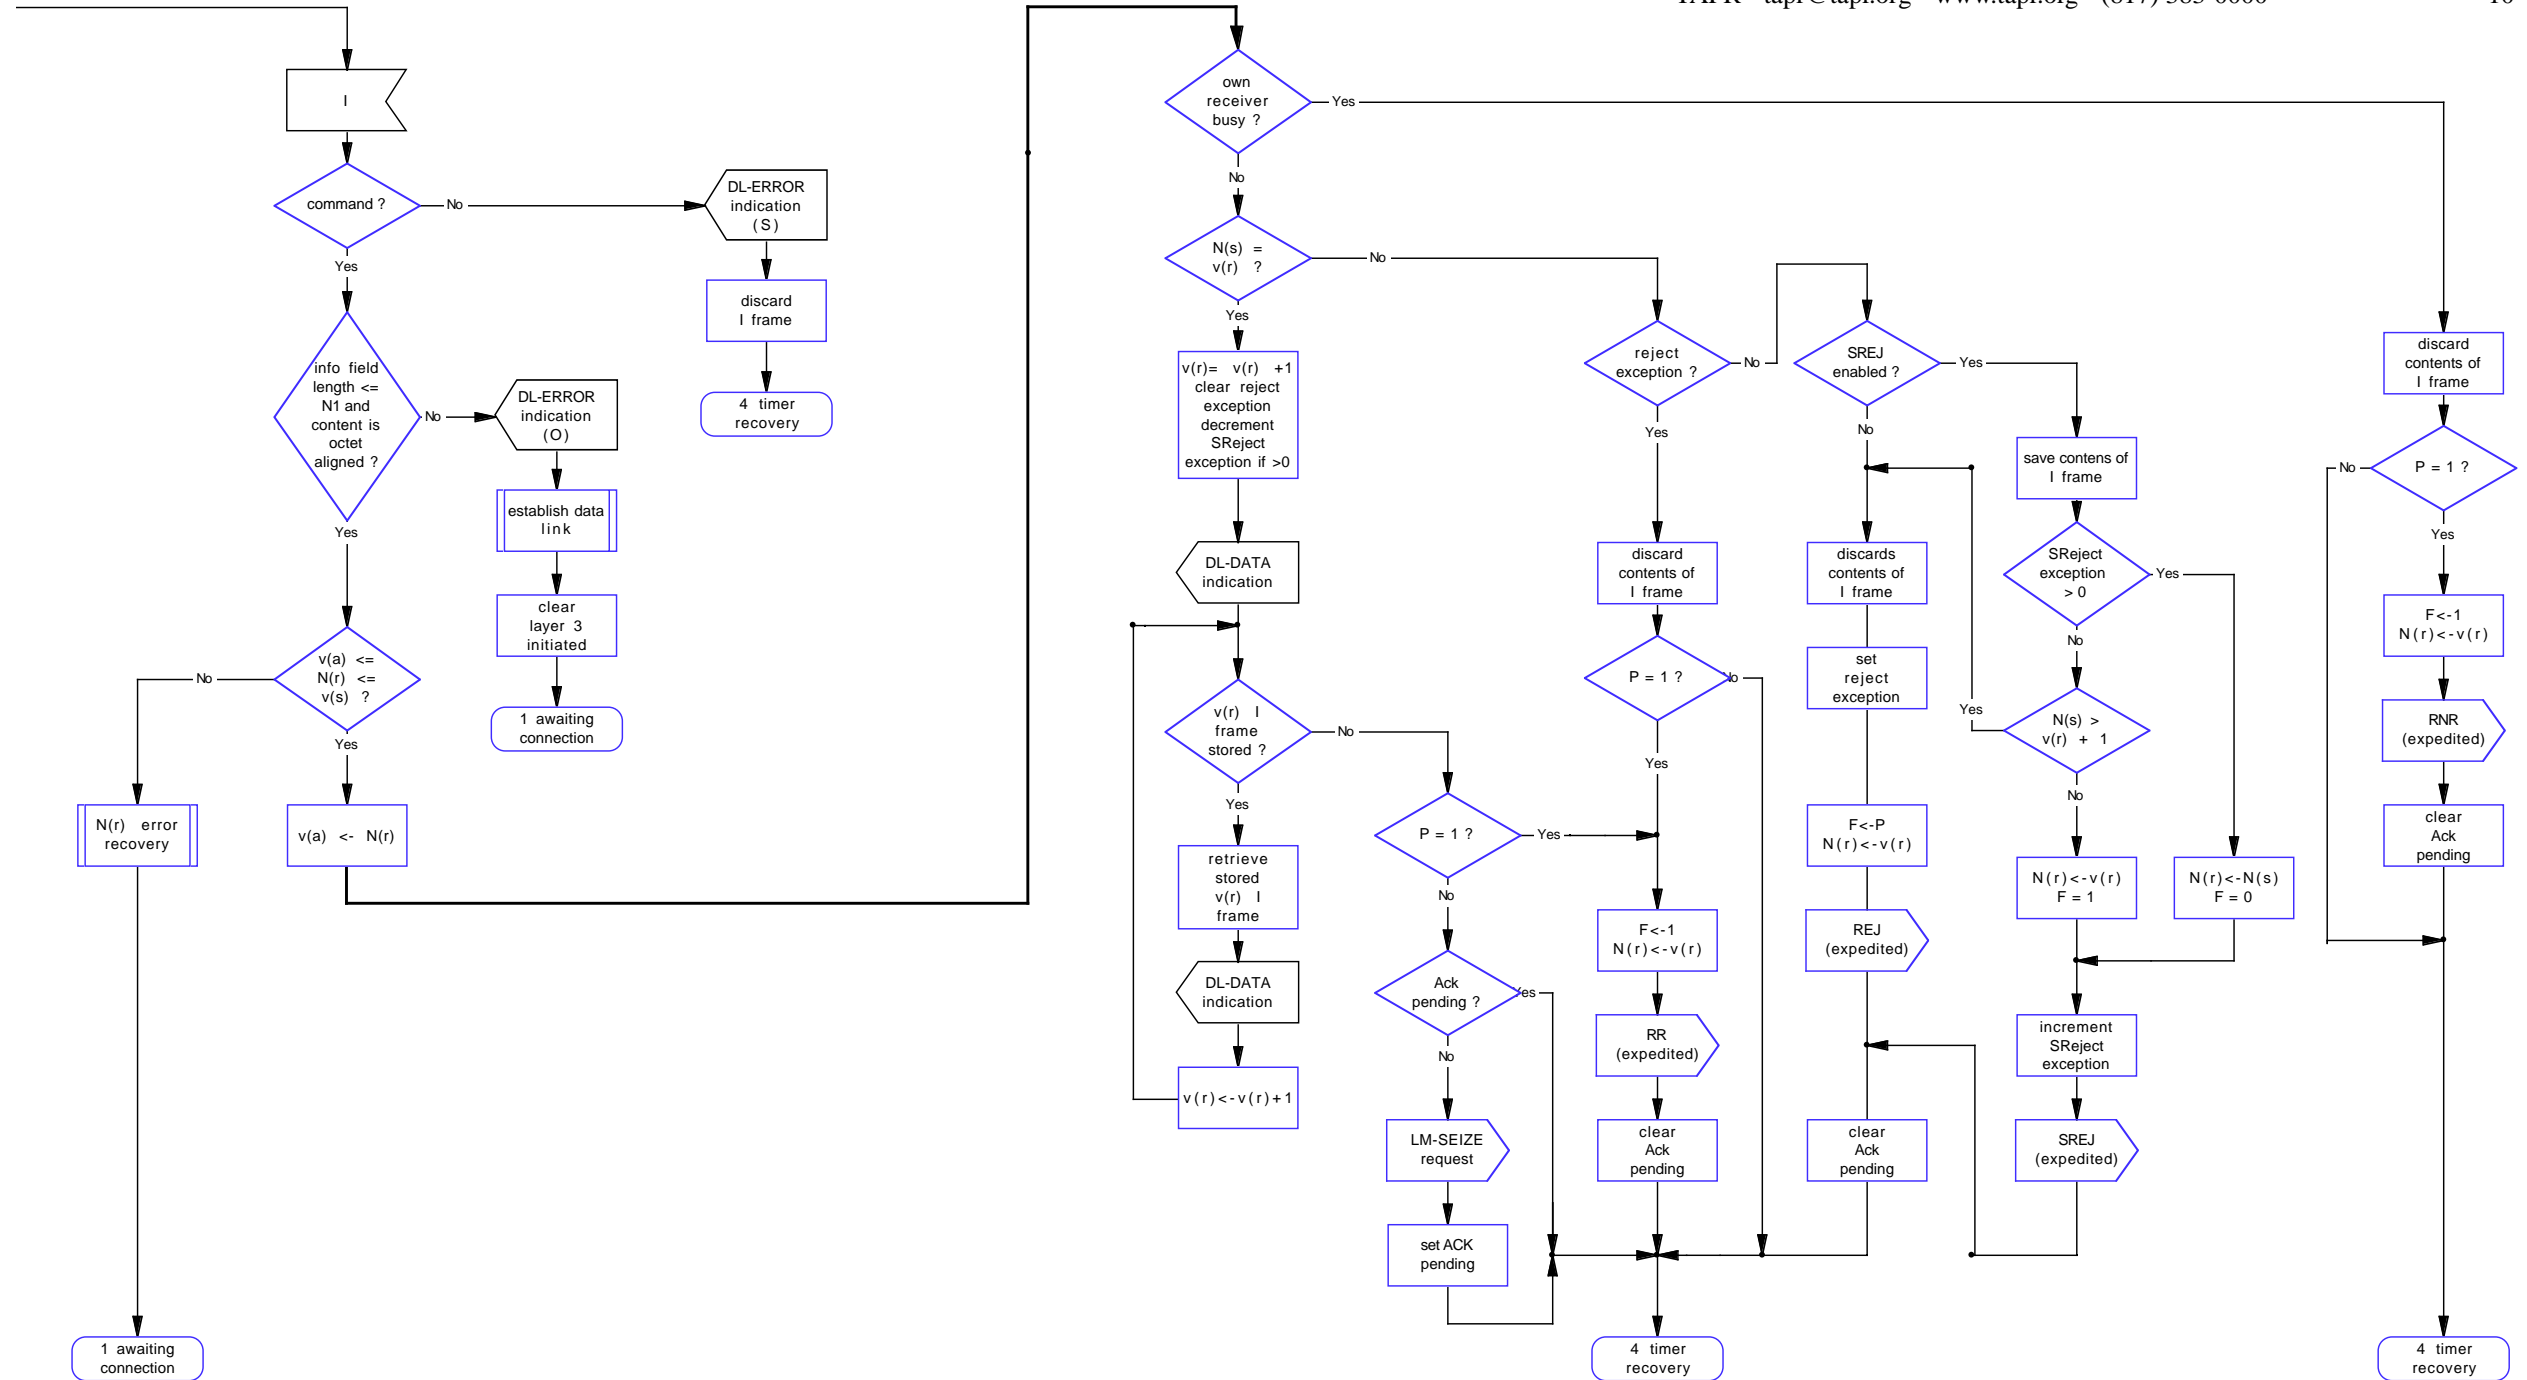 I
command ?
No
DL-ERROR
indication
(S)
discard
I frame
4 timer
recovery
Yes
info field
length <=
N1 and
content is
octet
aligned ?
No
DL-ERROR
indication
(O)
establish data
link
clear
layer 3
initiated
1 awaiting
connection
Yes
v(a) <=
N(r) <=
v(s) ?
No
N(r) error
recovery
1 awaiting
connection
Yes
v(a) <- N(r)
own
receiver
busy ?
Yes
No
N(s) =
v(r) ?
No
Yes
v(r)= v(r) +1
clear reject
exception
decrement
SReject
exception if >0
DL-DATA
indication
v(r) I
frame
stored ?
No
Yes
retrieve
stored
v(r) I
frame
DL-DATA
indication
v(r)<-v(r)+1
P = 1 ?
Yes
No
Ack
pending ?
Yes
No
LM-SEIZE
request
set ACK
pending
reject
exception ?
No
Yes
discard
contents of
I frame
P = 1 ?
No
Yes
F<-1
N(r)<-v(r)
RR
(expedited)
clear
Ack
pending
4 timer
recovery
SREJ
enabled ?
Yes
No
discards
contents of
I frame
set
reject
exception
F<-P
N(r)<-v(r)
REJ
(expedited)
clear
Ack
pending
save contens of
I frame
SReject
exception
> 0
Yes
No
N(s) >
v(r) + 1
Yes
No
N(r)<-v(r)
F = 1
N(r)<-N(s)
F = 0
increment
SReject
exception
SREJ
(expedited)
discard
contents of
I frame
P = 1 ?
No
Yes
F<-1
N(r)<-v(r)
RNR
(expedited)
clear
Ack
pending
4 timer
recovery